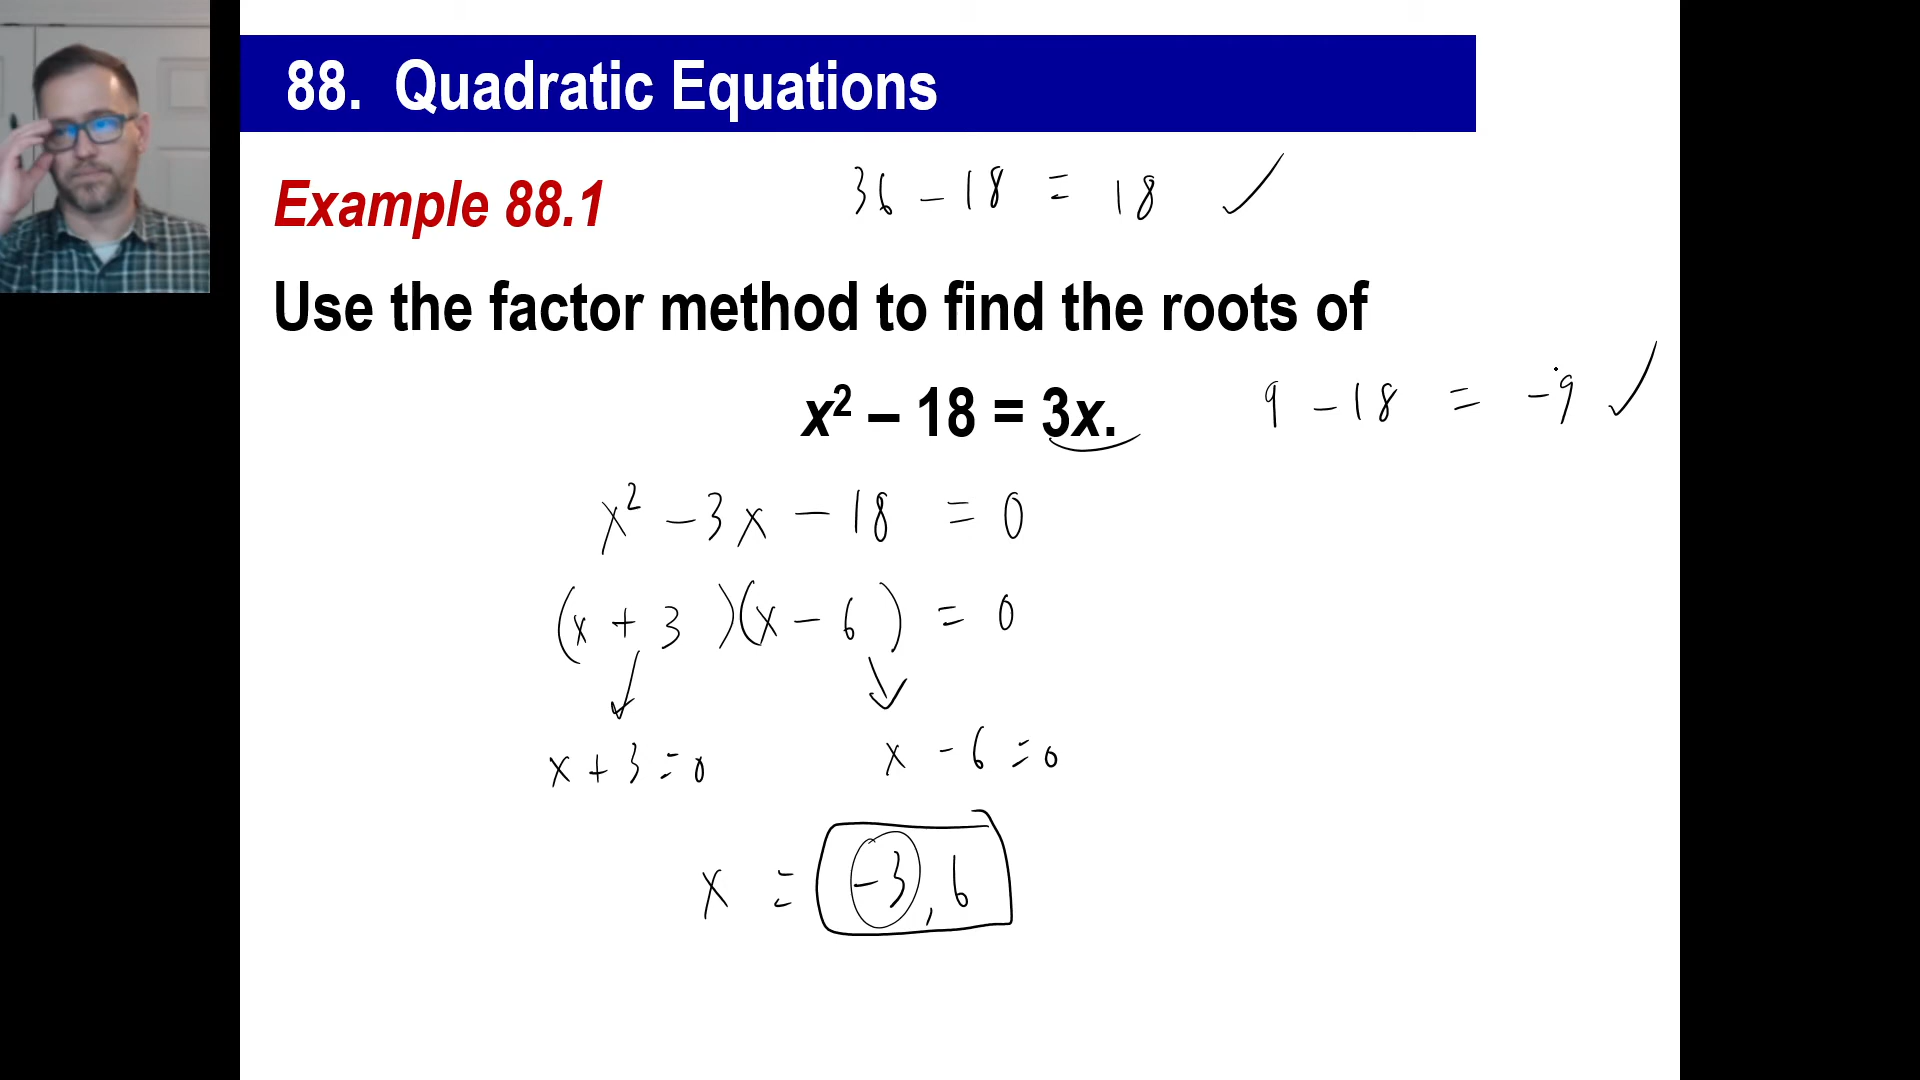 88. Quadratic Equations
Example 88.1
36 - 18 = 18 ✓
Use the factor method to find the roots of
x² – 18 = 3x.
9 - 18 = -9 ✓
x² - 3x - 18 = 0
(x + 3)(x - 6) = 0
x + 3 = 0
x - 6 = 0
x = -3, 6